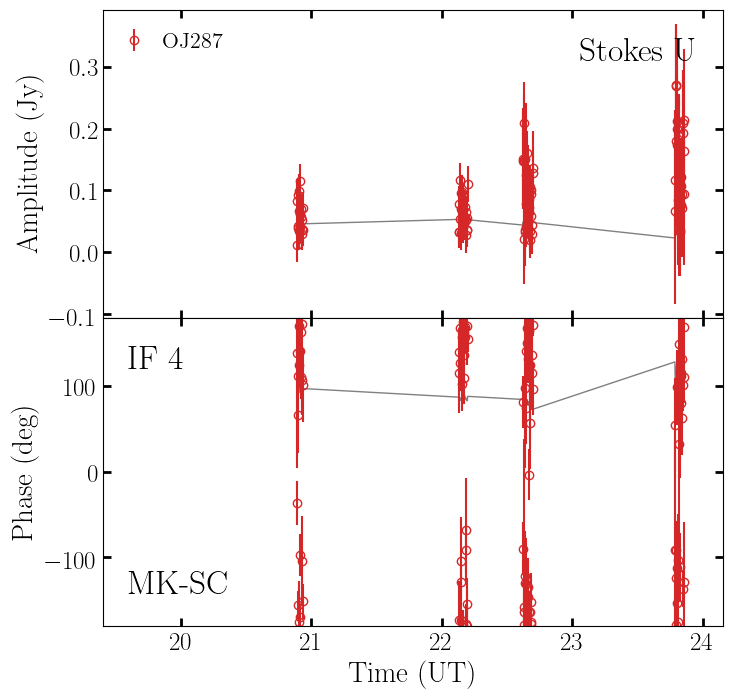 OJ287
Stokes U
Amplitude (Jy)
0.3
0.2
0.1
0.0
−0.1
IF 4
Phase (deg)
100
0
−100
MK-SC
20
21
22
23
24
Time (UT)